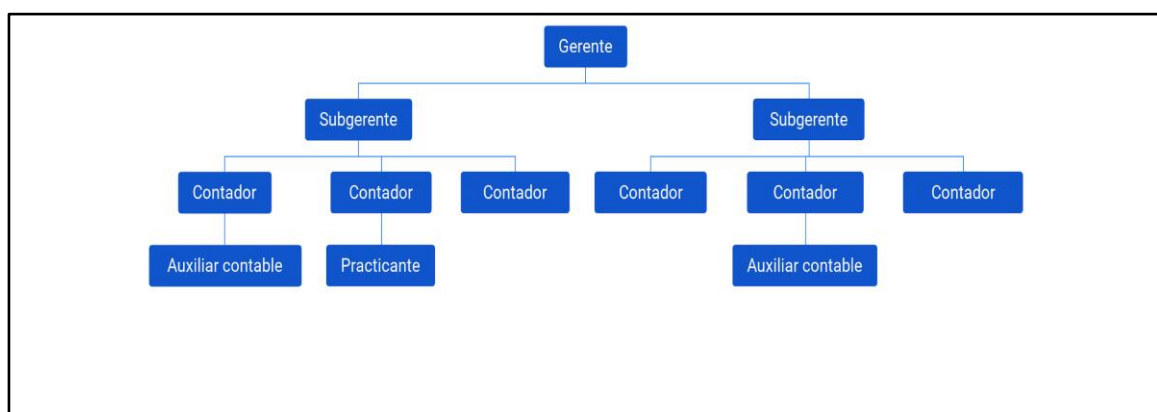 Gerente
Subgerente
Subgerente
Contador
Contador
Contador
Contador
Contador
Contador
Auxiliar contable
Practicante
Auxiliar contable